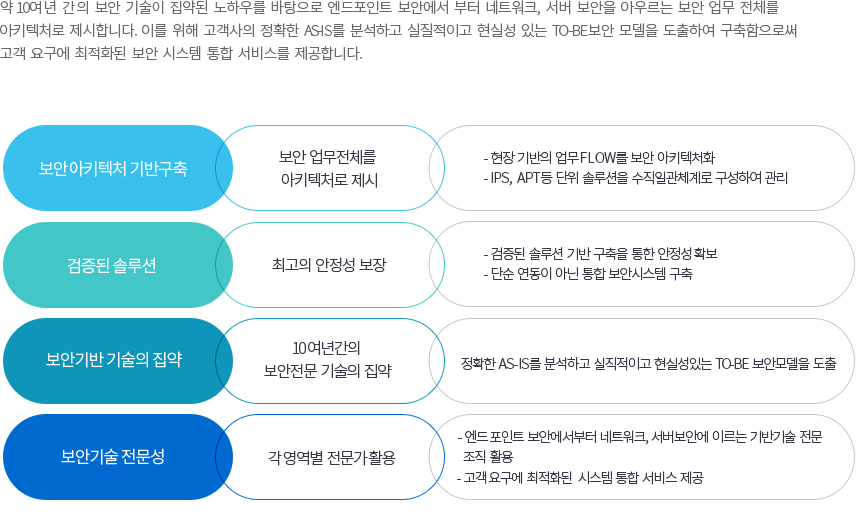 약 10여년 간의 보안 기술이 집약된 노하우를 바탕으로 엔드포인트 보안에서 부터 네트워크, 서버 보안을 아우르는 보안 업무 전체를
아키텍처로 제시합니다. 이를 위해 고객사의 정확한 AS-IS를 분석하고 실질적이고 현실성 있는 TO-BE보안 모델을 도출하여 구축함으로써
고객 요구에 최적화된 보안 시스템 통합 서비스를 제공합니다.
보안아키텍처 기반구축
보안 업무전체를
아키텍처로 제시
- 현장 기반의 업무 FLOW를 보안 아키텍처화
- IPS, APT등 단위 솔루션을 수직일관체계로 구성하여 관리
검증된 솔루션
최고의 안정성 보장
- 검증된 솔루션 기반 구축을 통한 안정성 확보
- 단순 연동이 아닌 통합 보안시스템 구축
보안기반 기술의 집약
10여년간의
보안전문 기술의 집약
정확한 AS-IS를 분석하고 실직적이고 현실성있는 TO-BE 보안모델을 도출
보안기술 전문성
각 영역별 전문가 활용
- 엔드 포인트 보안에서부터 네트워크, 서버보안에 이르는 기반기술 전문
조직 활용
- 고객 요구에 최적화된 시스템 통합 서비스 제공